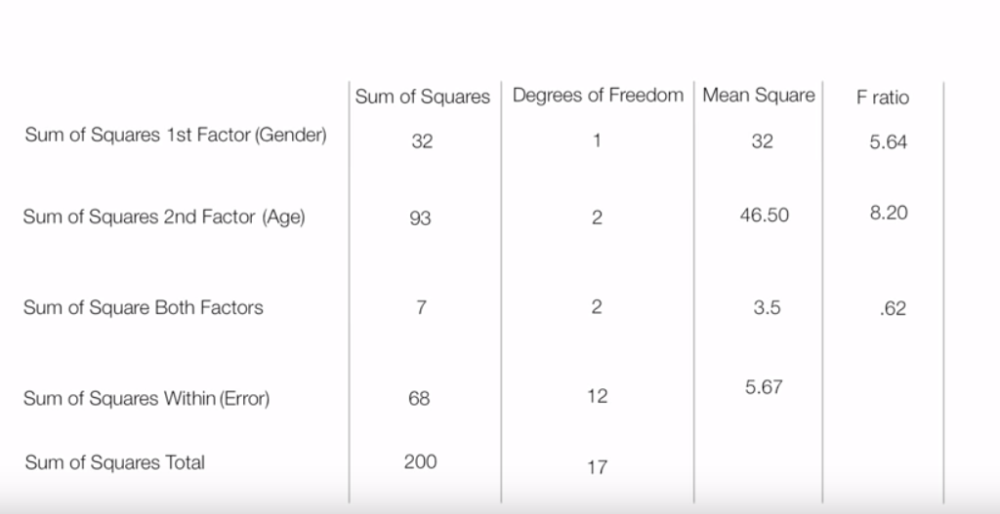 Sum of Squares Degrees of Freedom Mean Square F ratio
Sum of Squares 1st Factor (Gender) 32 1 32 5.64
Sum of Squares 2nd Factor (Age) 93 2 46.50 8.20
Sum of Square Both Factors 7 2 3.5 .62
Sum of Squares Within (Error) 68 12 5.67
Sum of Squares Total 200 17